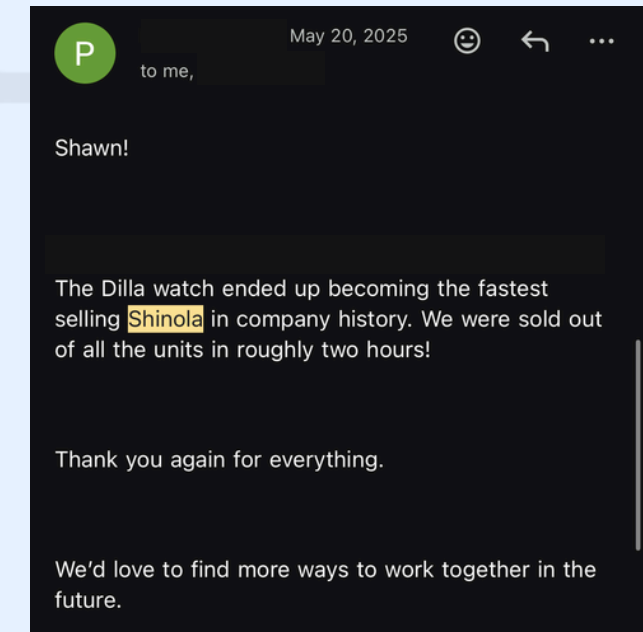 P
May 20, 2025
to me,
Shawn!
The Dilla watch ended up becoming the fastest
selling Shinola in company history. We were sold out
of all the units in roughly two hours!
Thank you again for everything.
We’d love to find more ways to work together in the
future.